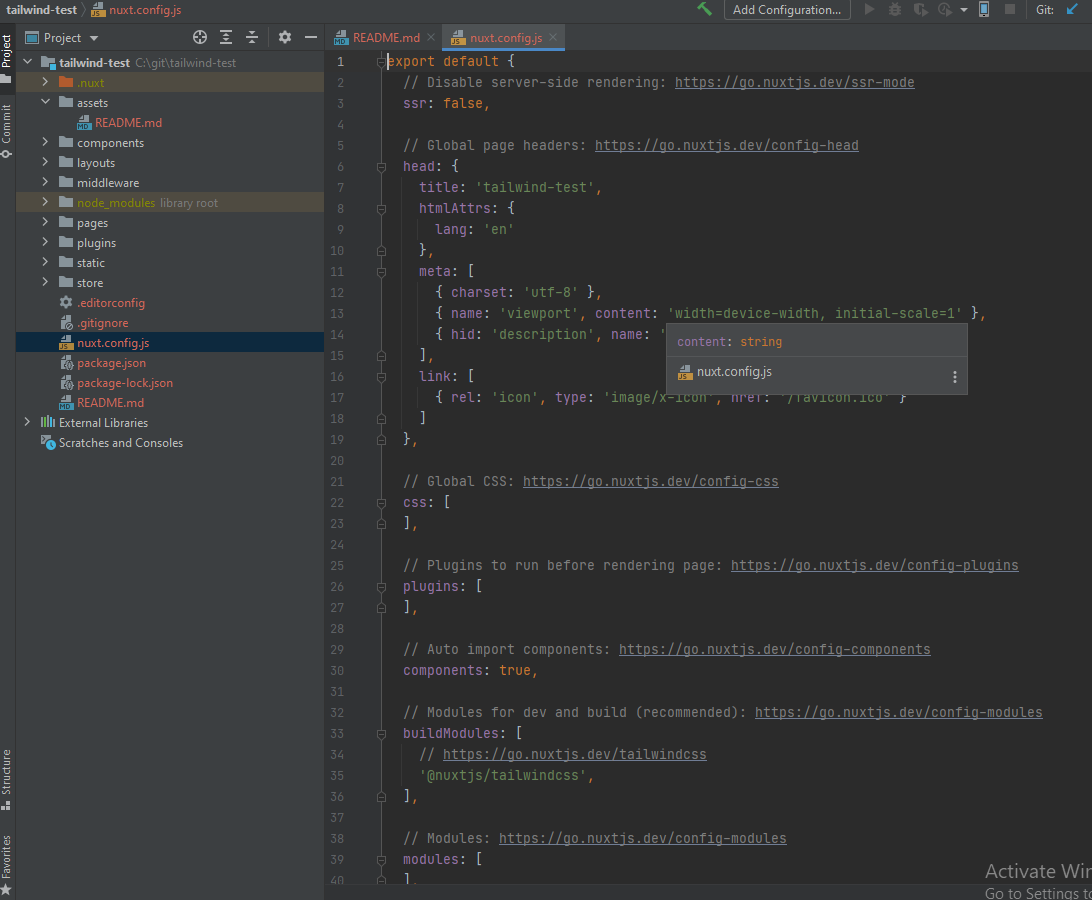 tailwind-test nuxt.config.js
Add Configuration...
Git:
Project
README.md
nuxt.config.js
Project
Commit
Structure
Favorites
tailwind-test C:\git\tailwind-test
.nuxt
assets
README.md
components
layouts
middleware
node_modules library root
pages
plugins
static
store
.editorconfig
.gitignore
nuxt.config.js
package.json
package-lock.json
README.md
External Libraries
Scratches and Consoles
1 export default {
2 // Disable server-side rendering: https://go.nuxtjs.dev/ssr-mode
3 ssr: false,
4
5 // Global page headers: https://go.nuxtjs.dev/config-head
6 head: {
7 title: 'tailwind-test',
8 htmlAttrs: {
9 lang: 'en'
10 },
11 meta: [
12 { charset: 'utf-8' },
13 { name: 'viewport', content: 'width=device-width, initial-scale=1' },
14 { hid: 'description', name: '
15 ],
16 link: [
17 { rel: 'icon', type: 'image/x-icon', href: '/favicon.ico' }
18 ]
19 },
20
21 // Global CSS: https://go.nuxtjs.dev/config-css
22 css: [
23 ],
24
25 // Plugins to run before rendering page: https://go.nuxtjs.dev/config-plugins
26 plugins: [
27 ],
28
29 // Auto import components: https://go.nuxtjs.dev/config-components
30 components: true,
31
32 // Modules for dev and build (recommended): https://go.nuxtjs.dev/config-modules
33 buildModules: [
34 // https://go.nuxtjs.dev/tailwindcss
35 '@nuxtjs/tailwindcss',
36 ],
37
38 // Modules: https://go.nuxtjs.dev/config-modules
39 modules: [
40 ],
content: string
nuxt.config.js
Activate Win
Go to Settings to